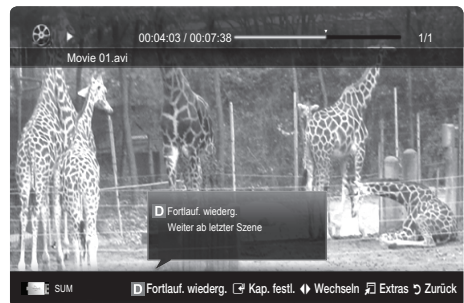 00:04:03 / 00:07:38 1/1
Movie 01.avi
D Fortlauf. wiederg.
Weiter ab letzter Szene
SUM D Fortlauf. wiederg. Kap. festl. Wechseln Extras Zurück